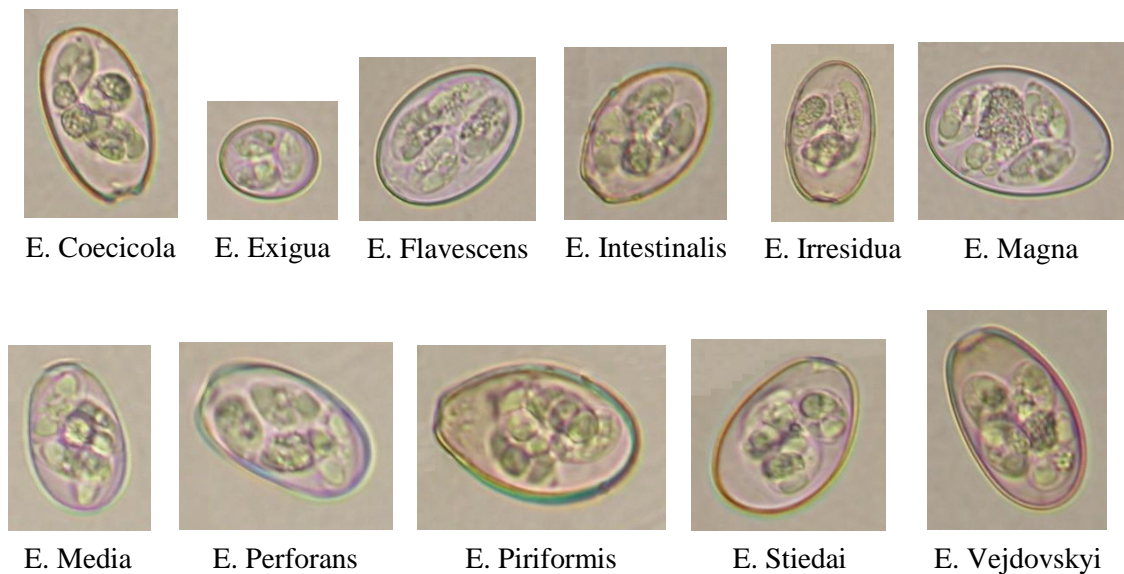 E. Coecicola E. Exigua E. Flavescens E. Intestinalis E. Irresidua E. Magna
E. Media E. Perforans E. Piriformis E. Stiedai E. Vejdovskyi